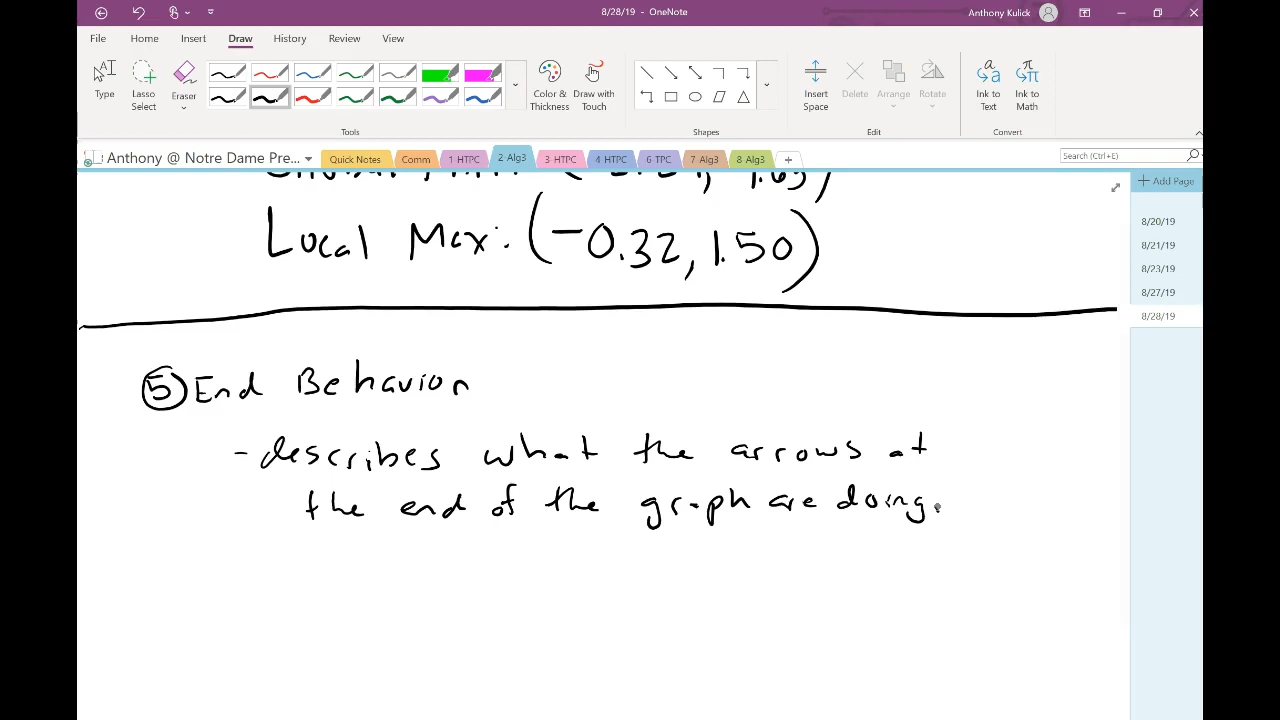 8/28/19 - OneNote
Anthony Kulick
File Home Insert Draw History Review View
Type
Lasso Select
Eraser
Color & Thickness
Draw with Touch
Insert Space
Delete
Arrange
Rotate
Ink to Text
Ink to Math
Tools Shapes Edit Convert
Anthony @ Notre Dame Pre... Quick Notes Comm 1 HTPC 2 Alg3 3 HTPC 4 HTPC 6 TPC 7 Alg3 8 Alg3 +
Search (Ctrl+E)
+ Add Page
8/20/19
8/21/19
8/23/19
8/27/19
8/28/19
Local Max: (-0.32, 1.50)
5 End Behavior
- describes what the arrows at
the end of the graph are doing.